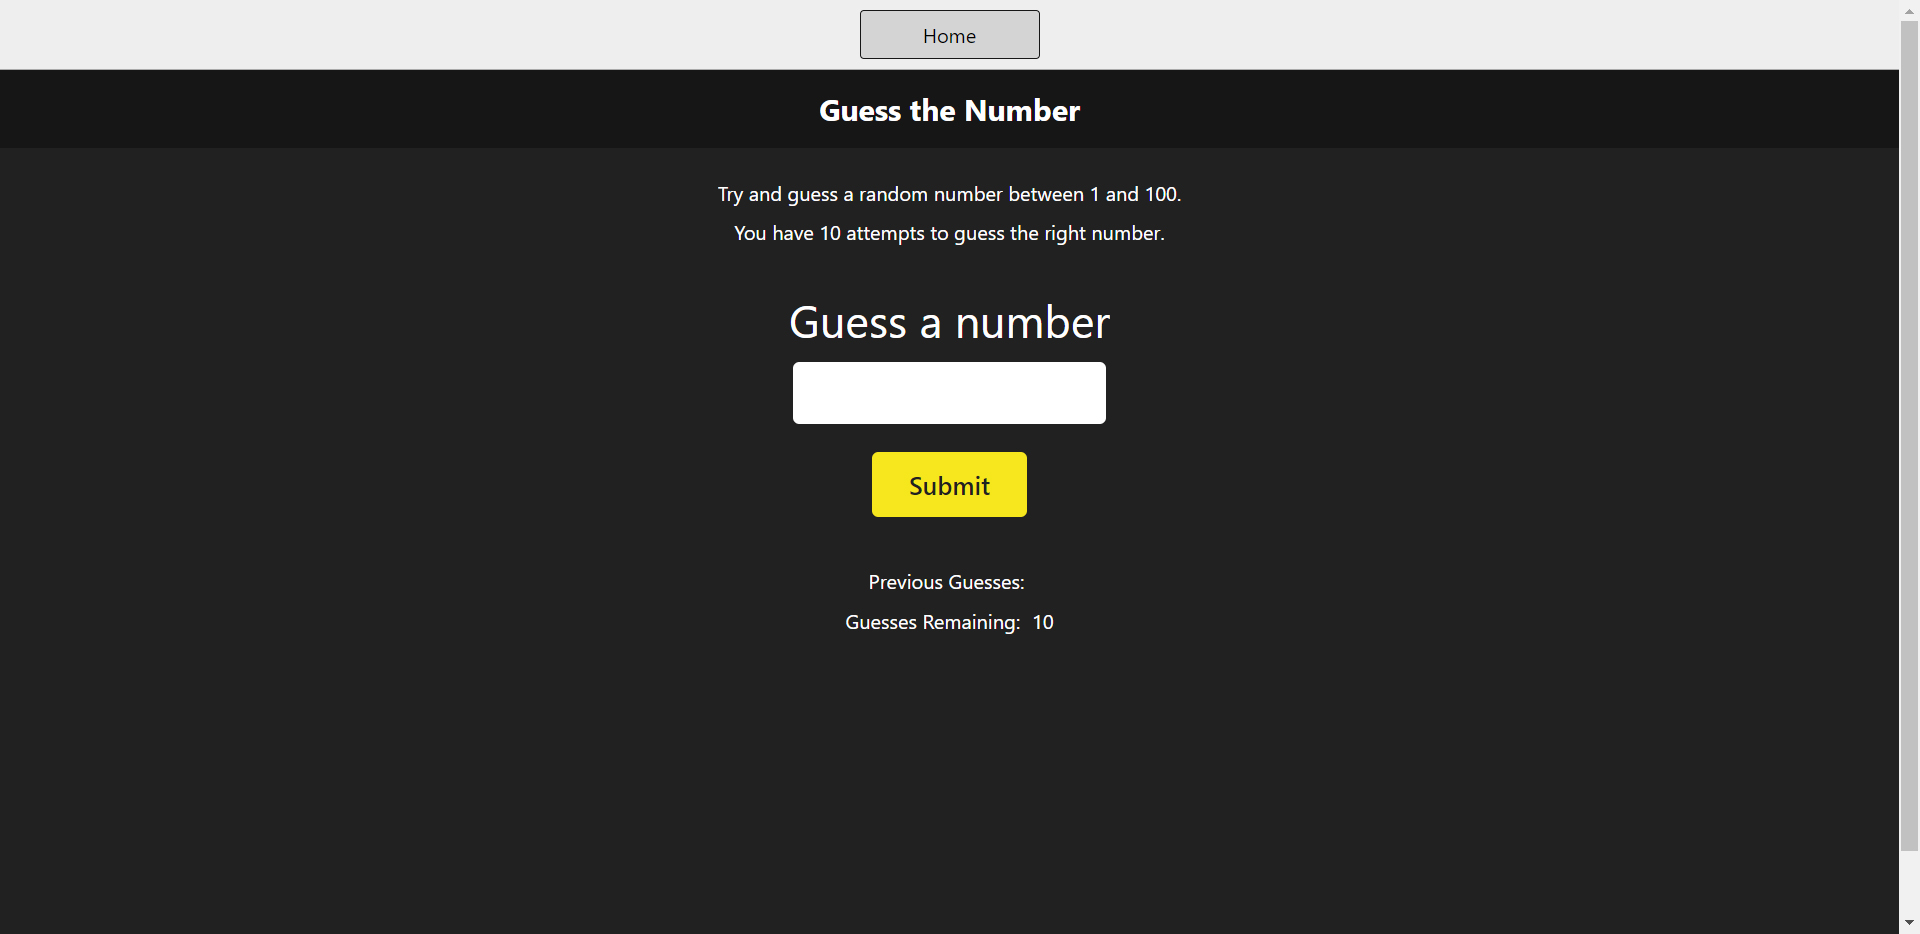 Home
Guess the Number
Try and guess a random number between 1 and 100.
You have 10 attempts to guess the right number.
Guess a number
Submit
Previous Guesses:
Guesses Remaining: 10